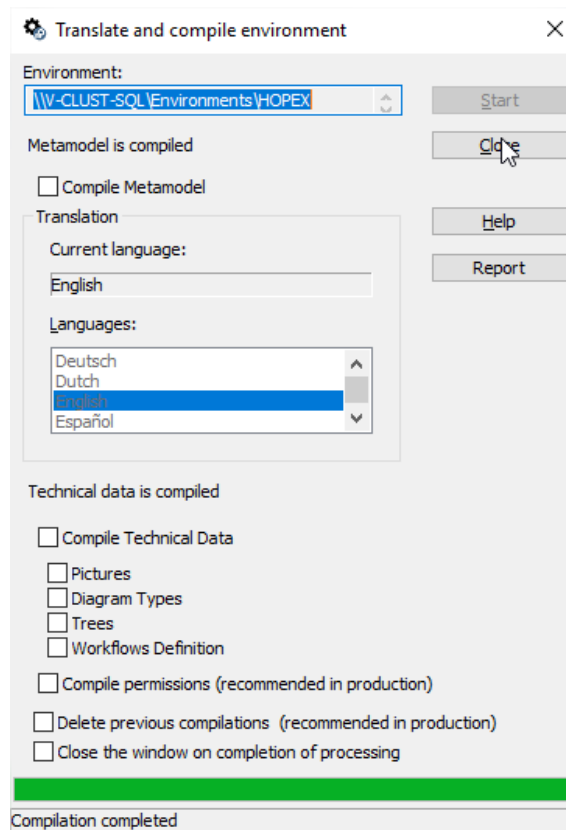 Translate and compile environment
Environment:
\\V-CLUST-SQL\Environments\HOPEX
Start
Metamodel is compiled
Close
Compile Metamodel
Translation
Help
Current language:
Report
English
Languages:
Deutsch
Dutch
English
Español
Technical data is compiled
Compile Technical Data
Pictures
Diagram Types
Trees
Workflows Definition
Compile permissions (recommended in production)
Delete previous compilations (recommended in production)
Close the window on completion of processing
Compilation completed